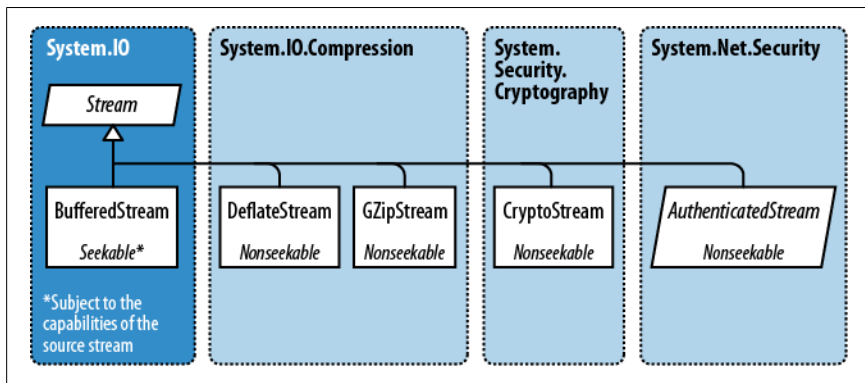 System.IO
Stream
BufferedStream
Seekable*
*Subject to the
capabilities of the
source stream
System.IO.Compression
DeflateStream
Nonseekable
GZipStream
Nonseekable
System.
Security.
Cryptography
CryptoStream
Nonseekable
System.Net.Security
AuthenticatedStream
Nonseekable